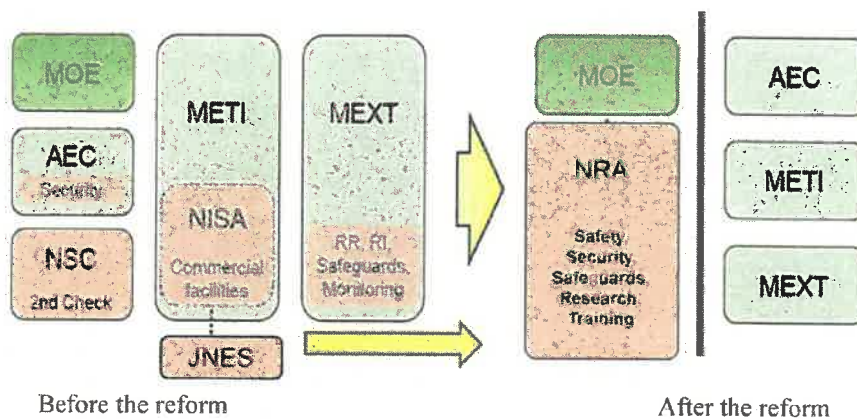 MOE
AEC
Security
NSC
2nd Check
METI
NISA
Commercial
facilities
JNES
MEXT
RR, RI,
Safeguards,
Monitoring
MOE
NRA
Safety
Security
Safeguards
Research
Training
AEC
METI
MEXT
Before the reform
After the reform